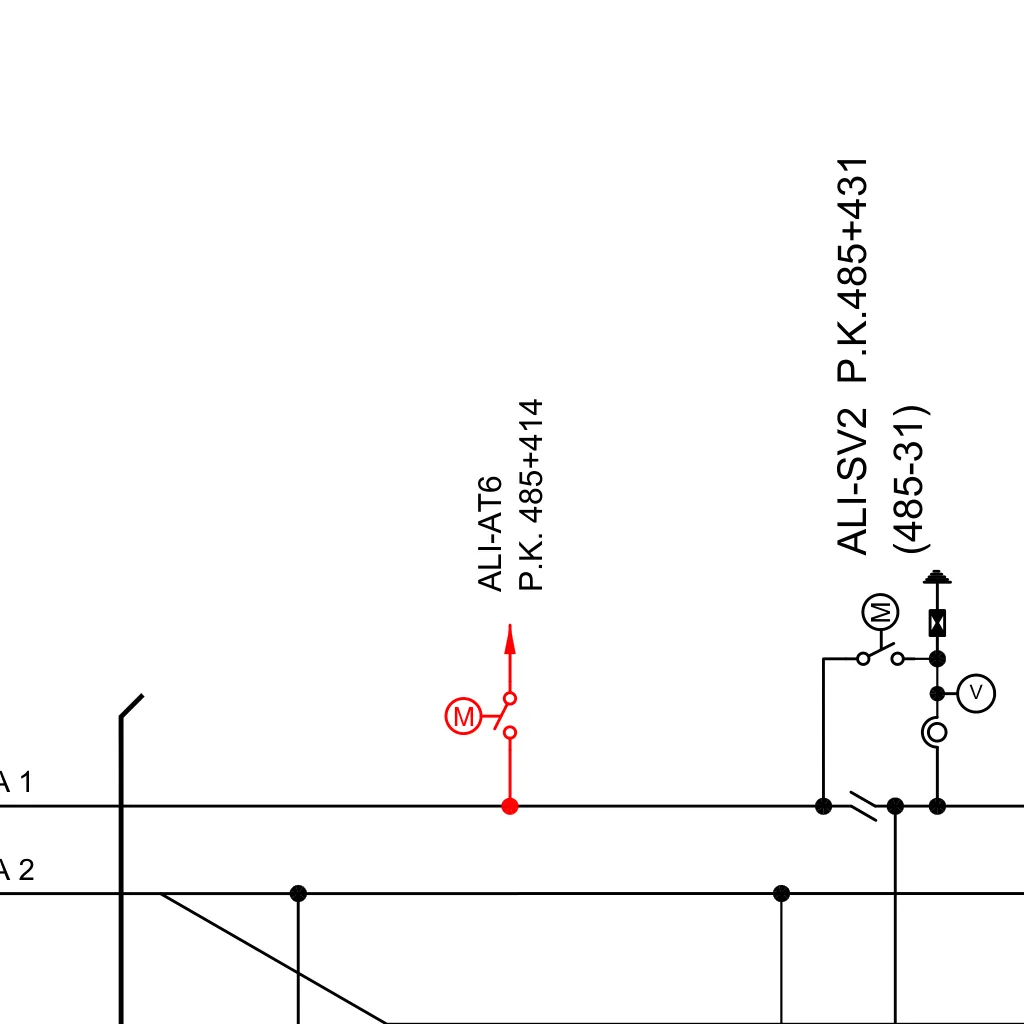 ALI-SV2 P.K.485+431
(485-31)
ALI-AT6
P.K. 485+414
M
V
M
A 1
A 2